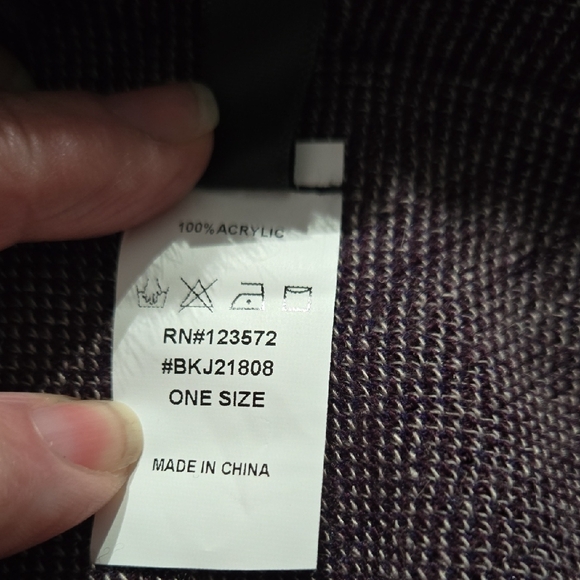 100% ACRYLIC
RN#123572
#BKJ21808
ONE SIZE
MADE IN CHINA